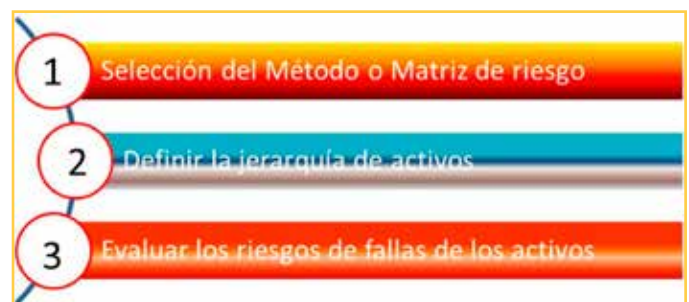 1 Selección del Método o Matriz de riesgo
2 Definir la jerarquía de activos
3 Evaluar los riesgos de fallas de los activos